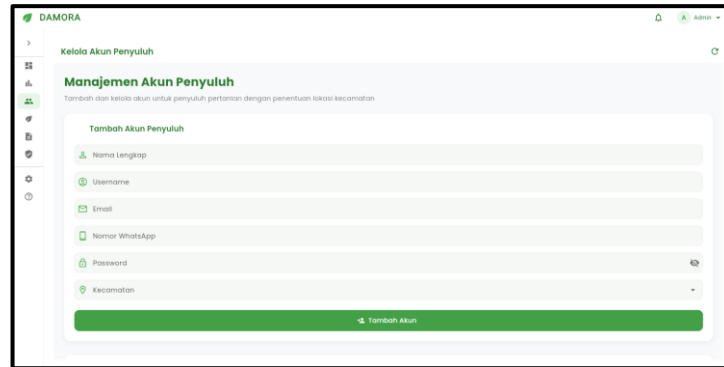 DAMORA
A Admin
Kelola Akun Penyuluh
Manajemen Akun Penyuluh
Tambah dan kelola akun untuk penyuluh pertanian dengan penentuan lokasi kecamatan
Tambah Akun Penyuluh
Nama Lengkap
Username
Email
Nomor WhatsApp
Password
Kecamatan
Tambah Akun